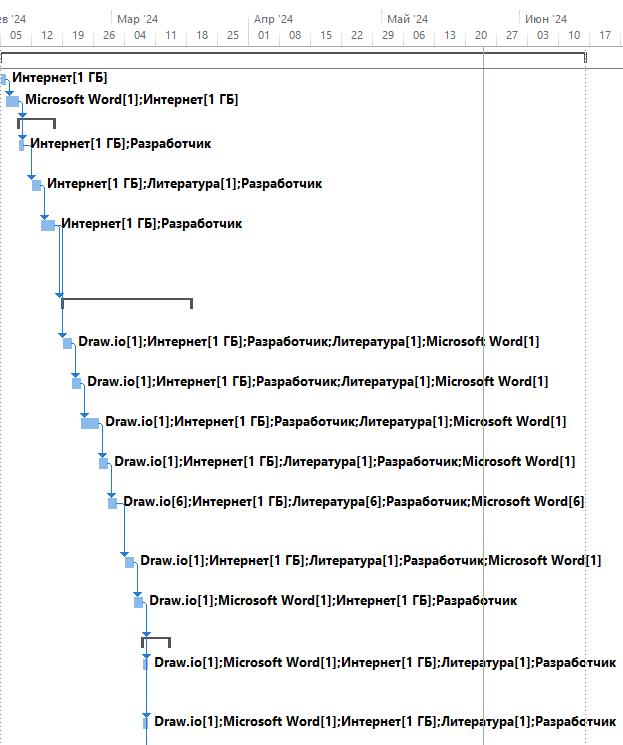 ев '24 Мар '24 Апр '24 Май '24 Июн '24
05 12 19 26 04 11 18 25 01 08 15 22 29 06 13 20 27 03 10 17
Интернет[1 ГБ]
Microsoft Word[1];Интернет[1 ГБ]
Интернет[1 ГБ];Разработчик
Интернет[1 ГБ];Литература[1];Разработчик
Интернет[1 ГБ];Разработчик
Draw.io[1];Интернет[1 ГБ];Разработчик;Литература[1];Microsoft Word[1]
Draw.io[1];Интернет[1 ГБ];Разработчик;Литература[1];Microsoft Word[1]
Draw.io[1];Интернет[1 ГБ];Разработчик;Литература[1];Microsoft Word[1]
Draw.io[1];Интернет[1 ГБ];Литература[1];Разработчик;Microsoft Word[1]
Draw.io[6];Интернет[1 ГБ];Литература[6];Разработчик;Microsoft Word[6]
Draw.io[1];Интернет[1 ГБ];Литература[1];Разработчик;Microsoft Word[1]
Draw.io[1];Microsoft Word[1];Интернет[1 ГБ];Разработчик
Draw.io[1];Microsoft Word[1];Интернет[1 ГБ];Литература[1];Разработчик
Draw.io[1];Microsoft Word[1];Интернет[1 ГБ];Литература[1];Разработчик